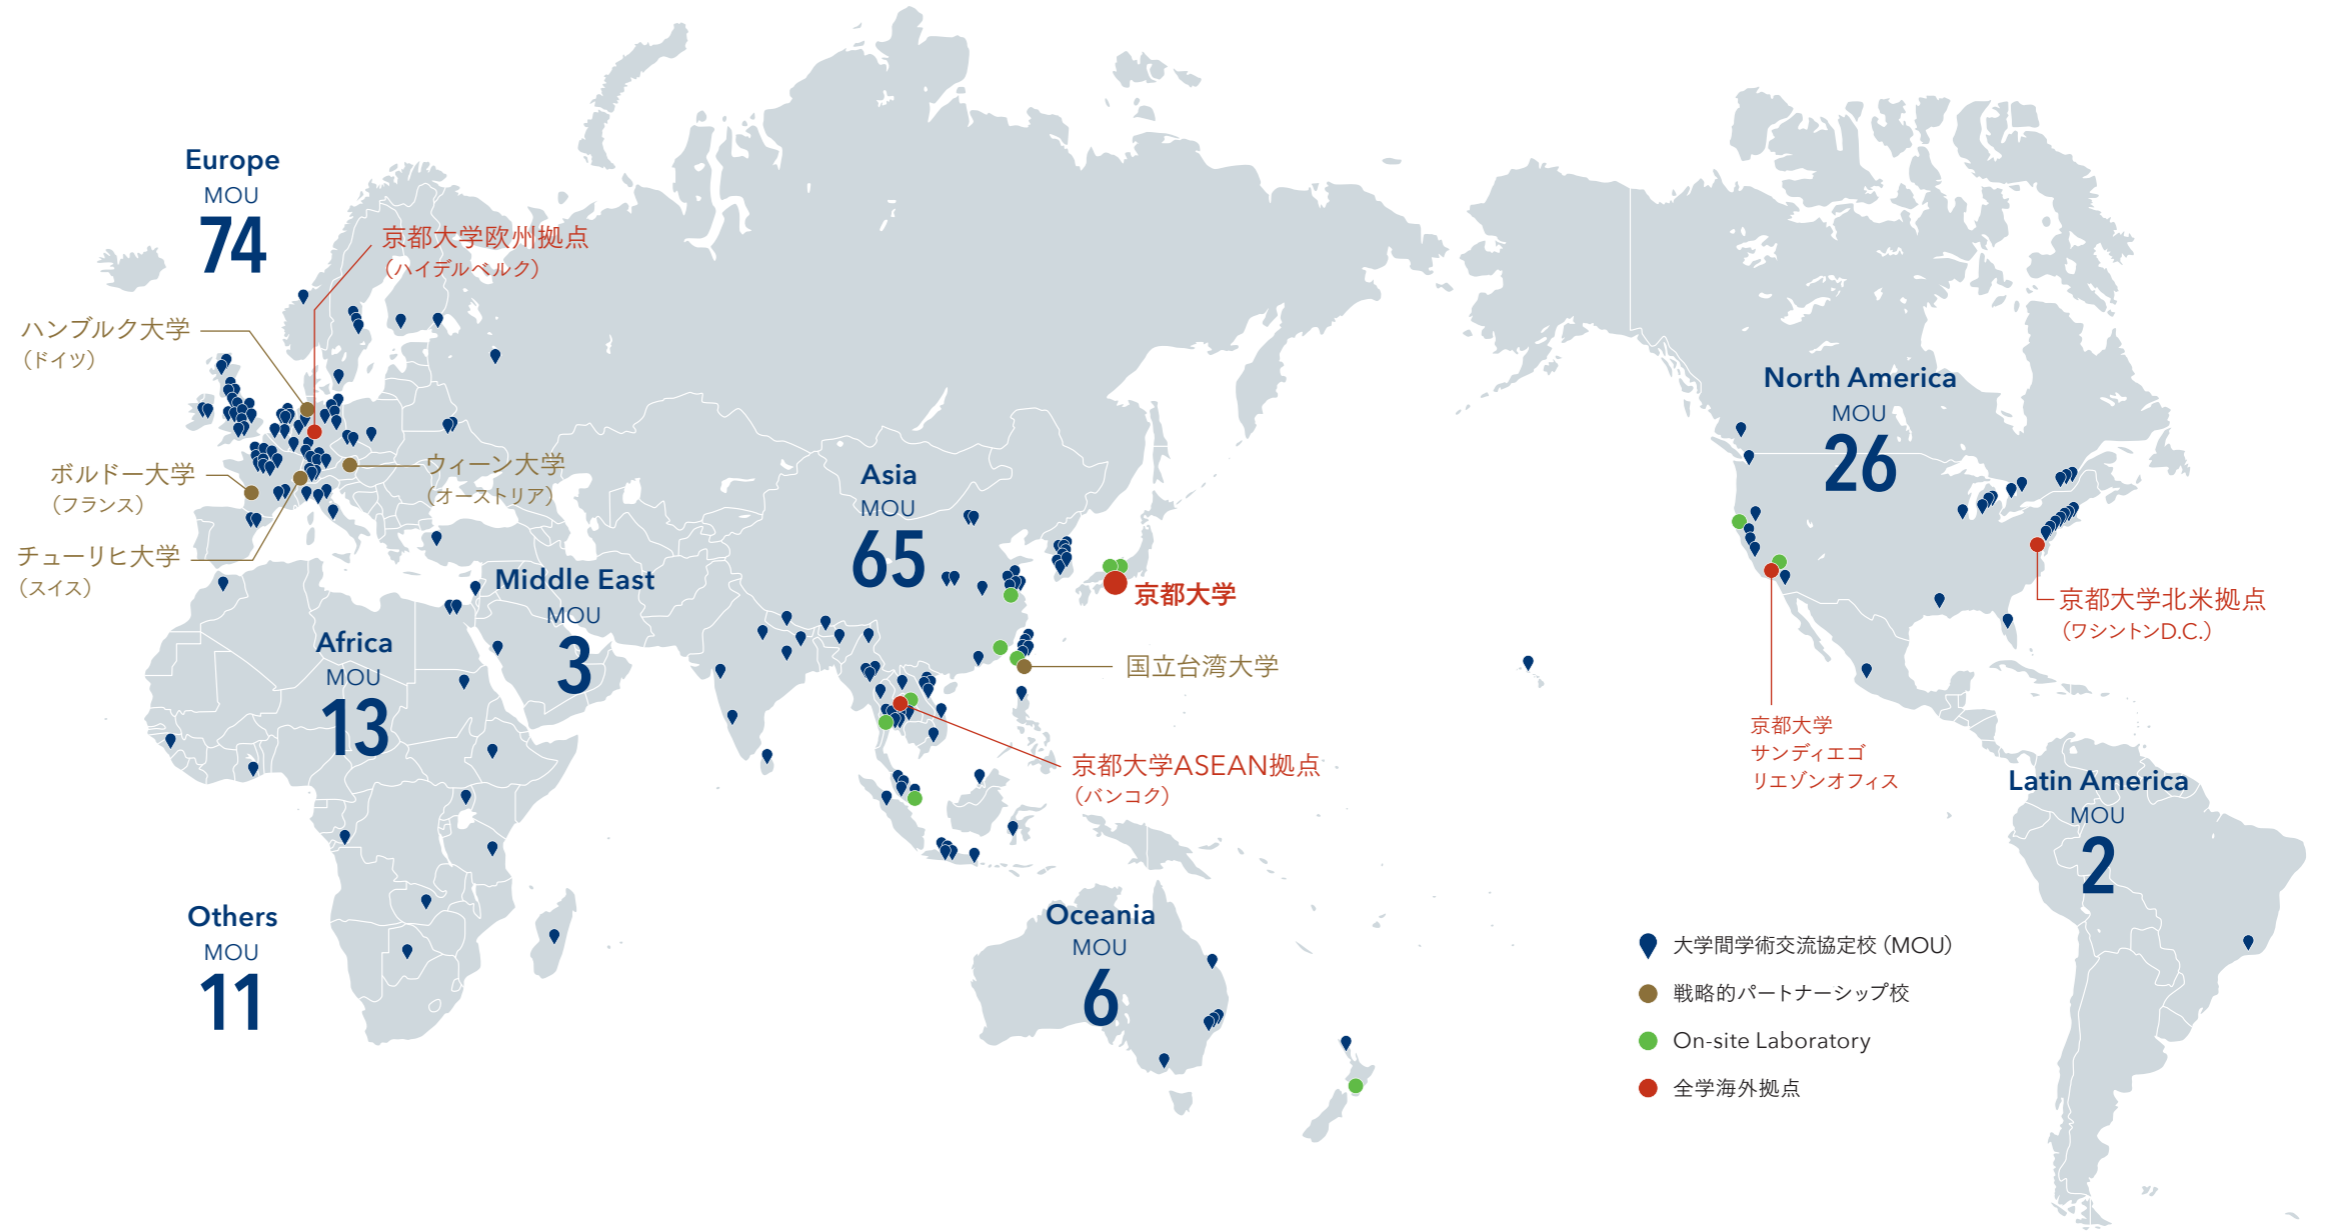 Europe
MOU
74
京都大学欧州拠点
（ハイデルベルク）
ハンブルク大学
（ドイツ）
ボルドー大学
（フランス）
ウィーン大学
（オーストリア）
チューリヒ大学
（スイス）
Middle East
MOU
3
Africa
MOU
13
Others
MOU
11
Asia
MOU
65
京都大学
国立台湾大学
京都大学ASEAN拠点
（バンコク）
Oceania
MOU
6
North America
MOU
26
京都大学北米拠点
（ワシントンD.C.）
京都大学
サンディエゴ
リエゾンオフィス
Latin America
MOU
2
大学間学術交流協定校（MOU）
戦略的パートナーシップ校
On-site Laboratory
全学海外拠点